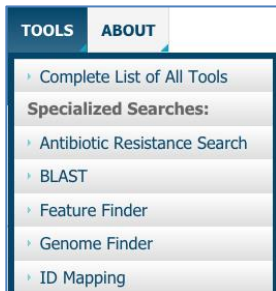 TOOLS ABOUT
Complete List of All Tools
Specialized Searches:
Antibiotic Resistance Search
BLAST
Feature Finder
Genome Finder
ID Mapping